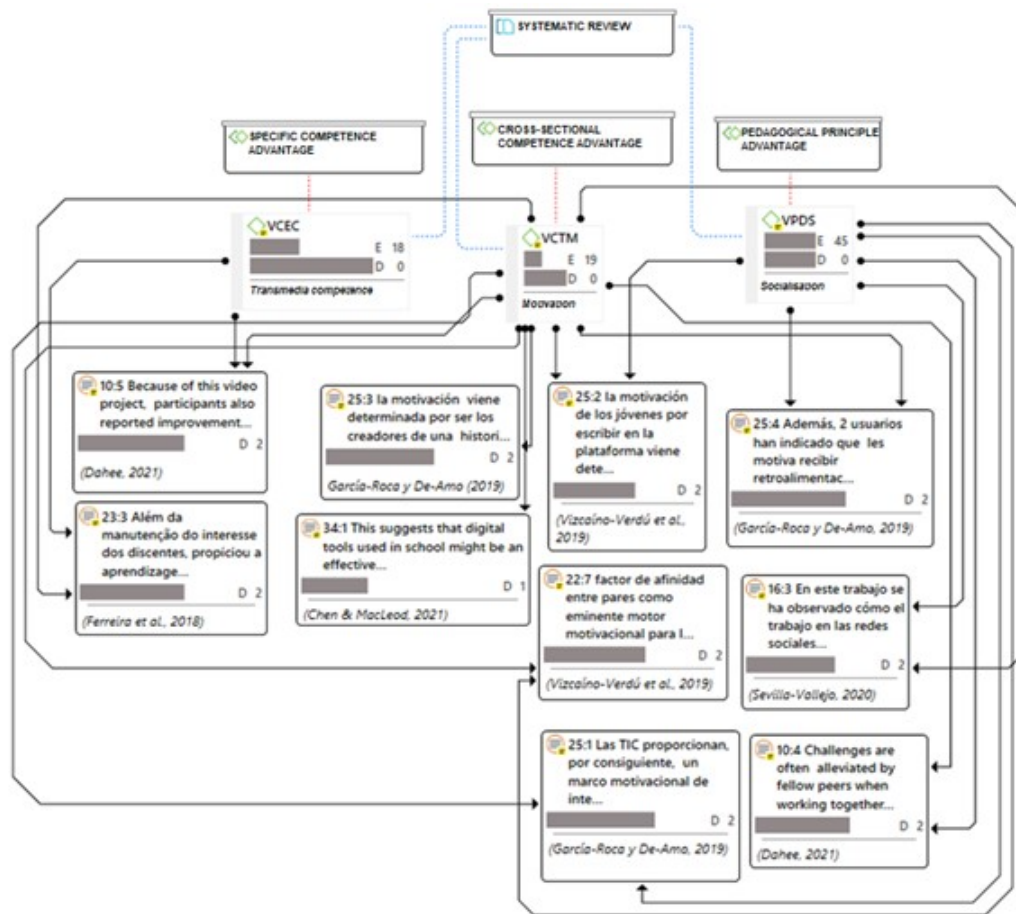 SYSTEMATIC REVIEW
SPECIFIC COMPETENCE
ADVANTAGE
CROSS-SECTIONAL
COMPETENCE ADVANTAGE
PEDAGOGICAL PRINCIPLE
ADVANTAGE
VCEC
E 18
D 0
Transmedia competence
VCTM
E 19
D 0
Motivation
VPDS
E 45
D 0
Socialisation
10:5 Because of this video
project, participants also
reported improvement...
D 2
(Dahee, 2021)
25:3 la motivación viene
determinada por ser los
creadores de una histori...
D 2
García-Roca y De-Amo (2019)
25:2 la motivación
de los jóvenes por
escribir en la
plataforma viene
dete...
D 2
(Vizcaíno-Verdú et al.,
2019)
25:4 Además, 2 usuarios
han indicado que les
motiva recibir
retroalimentac...
D 2
(García-Roca y De-Amo, 2019)
23:3 Além da
manutenção do interesse
dos discentes, propiciou a
aprendizage...
D 2
(Ferreira et al., 2018)
34:1 This suggests that digital
tools used in school might be an
effective...
D 1
(Chen & MacLeod, 2021)
22:7 factor de afinidad
entre pares como
eminente motor
motivacional para l...
D 2
(Vizcaíno-Verdú et al., 2019)
16:3 En este trabajo se
ha observado cómo el
trabajo en las redes
sociales...
D 2
(Sevilla-Vallejo, 2020)
25:1 Las TIC proporcionan,
por consiguiente, un
marco motivacional de
inte...
D 2
(García-Roca y De-Amo, 2019)
10:4 Challenges are
often alleviated by
fellow peers when
working together...
D 2
(Dahee, 2021)